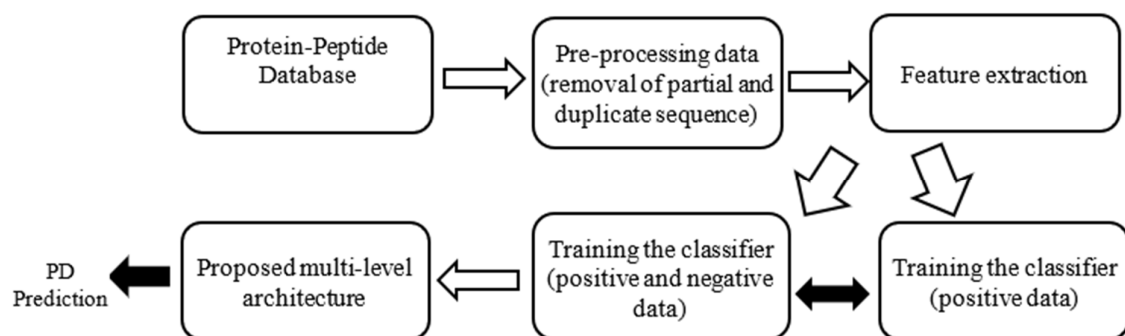 Protein-Peptide
Database
Pre-processing data
(removal of partial and
duplicate sequence)
Feature extraction
PD
Prediction
Proposed multi-level
architecture
Training the classifier
(positive and negative
data)
Training the classifier
(positive data)